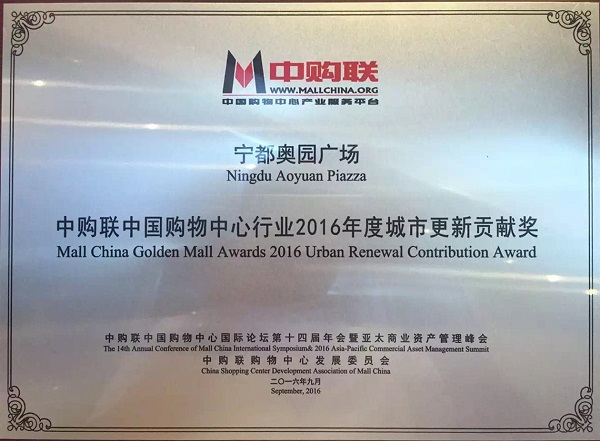 中购联
WWW.MALLCHINA.ORG
中国购物中心产业服务平台
宁都奥园广场
Ningdu Aoyuan Piazza
中购联中国购物中心行业2016年度城市更新贡献奖
Mall China Golden Mall Awards 2016 Urban Renewal Contribution Award
中购联中国购物中心国际论坛第十四届年会暨亚太商业资产管理峰会
The 14th Annual Conference of Mall China International Symposium& 2016 Asia-Pacific Commercial Asset Management Summit
中购联购物中心发展委员会
China Shopping Center Development Association of Mall China
二〇一六年九月
September, 2016